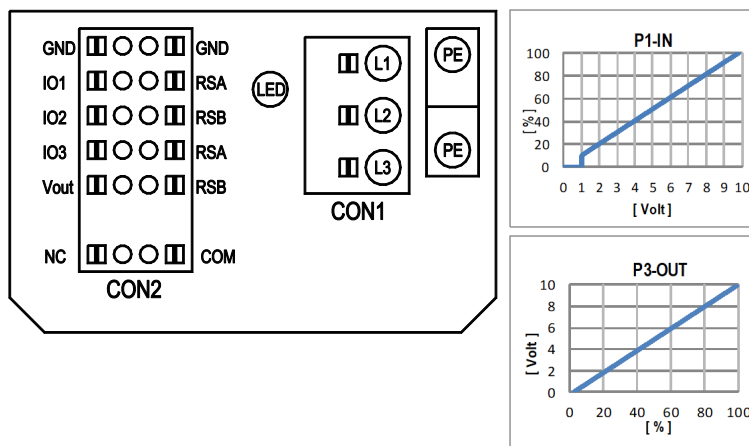 GND GND
IO1 RSA
IO2 RSB
IO3 RSA
Vout RSB
NC COM
CON2
LED
L1
L2
L3
CON1
PE
PE
P1-IN
[ % ]
100
80
60
40
20
0
0 1 2 3 4 5 6 7 8 9 10
[ Volt ]
P3-OUT
[ Volt ]
10
8
6
4
2
0
0 20 40 60 80 100
[ % ]